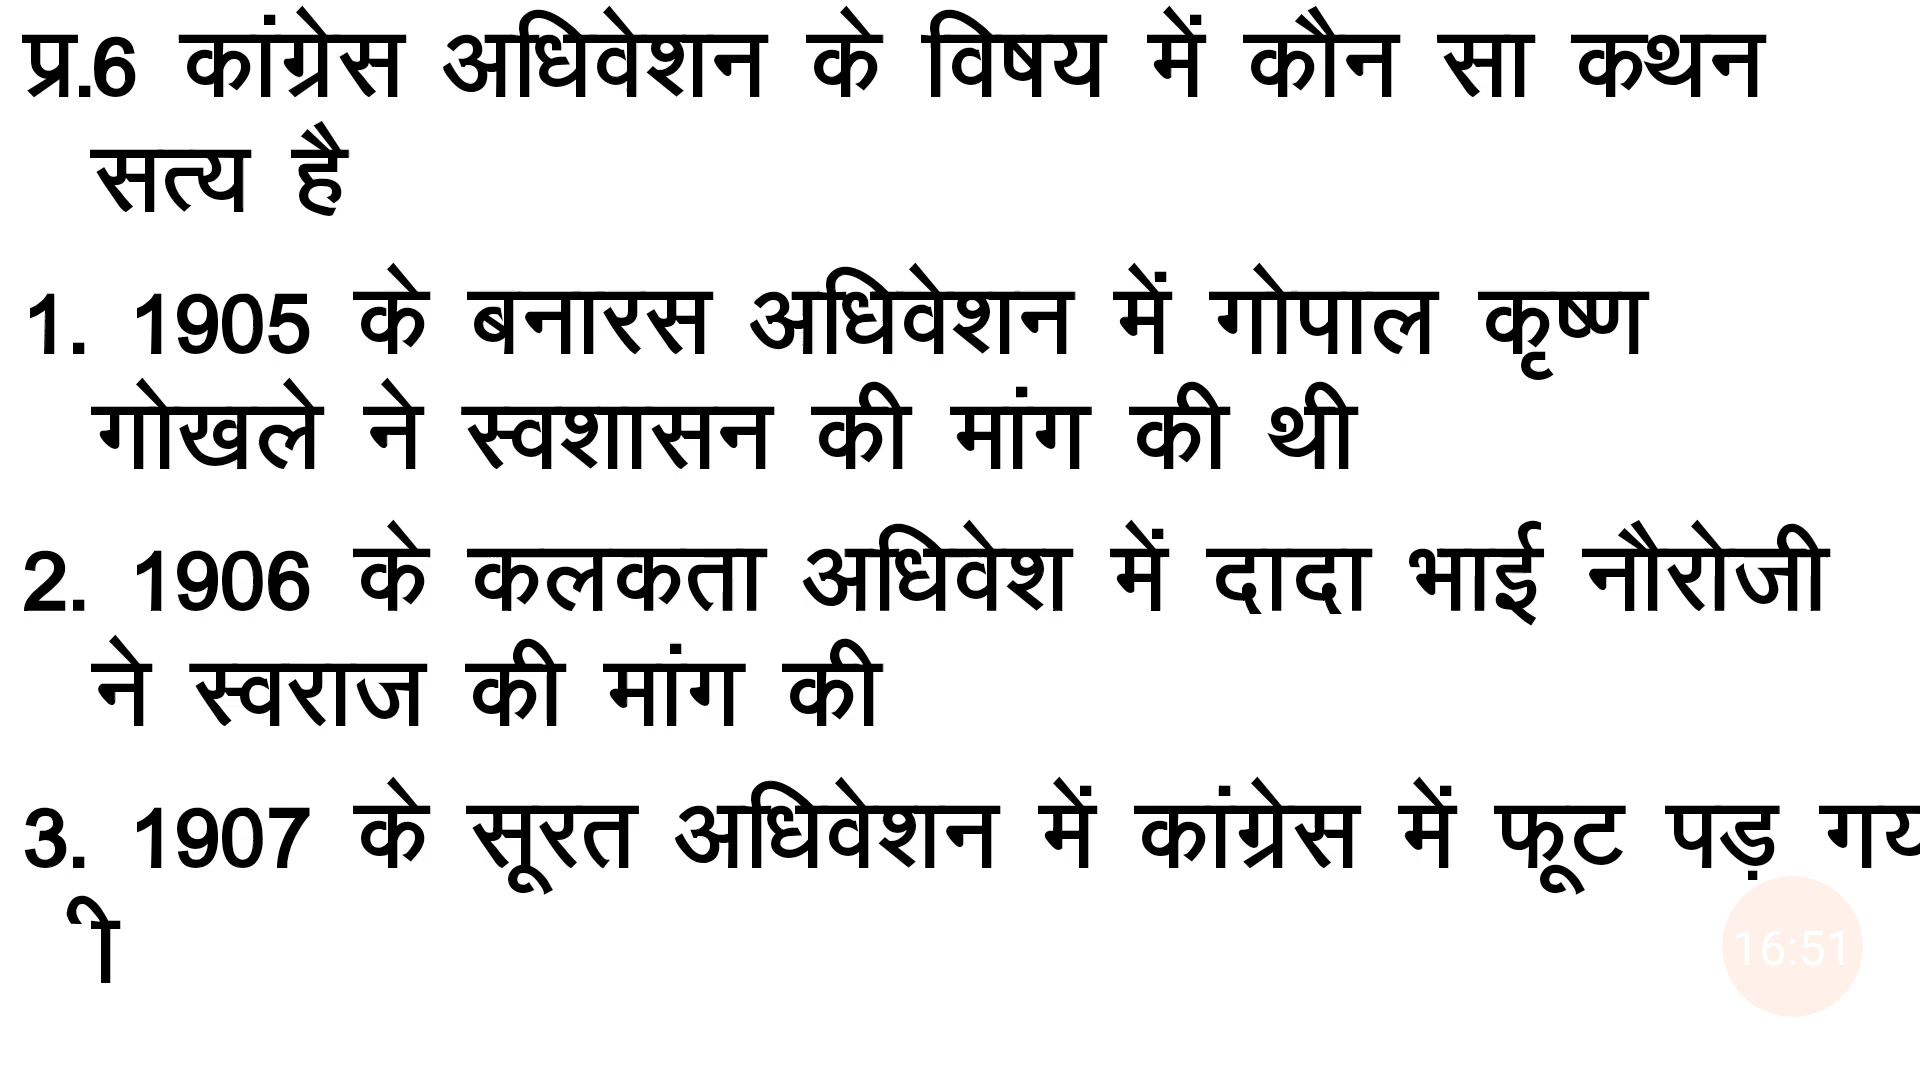 प्र.6 कांग्रेस अधिवेशन के विषय में कौन सा कथन
सत्य है
1. 1905 के बनारस अधिवेशन में गोपाल कृष्ण
गोखले ने स्वशासन की मांग की थी
2. 1906 के कलकता अधिवेश में दादा भाई नौरोजी
ने स्वराज की मांग की
3. 1907 के सूरत अधिवेशन में कांग्रेस में फूट पड़ गय
ी
16:51